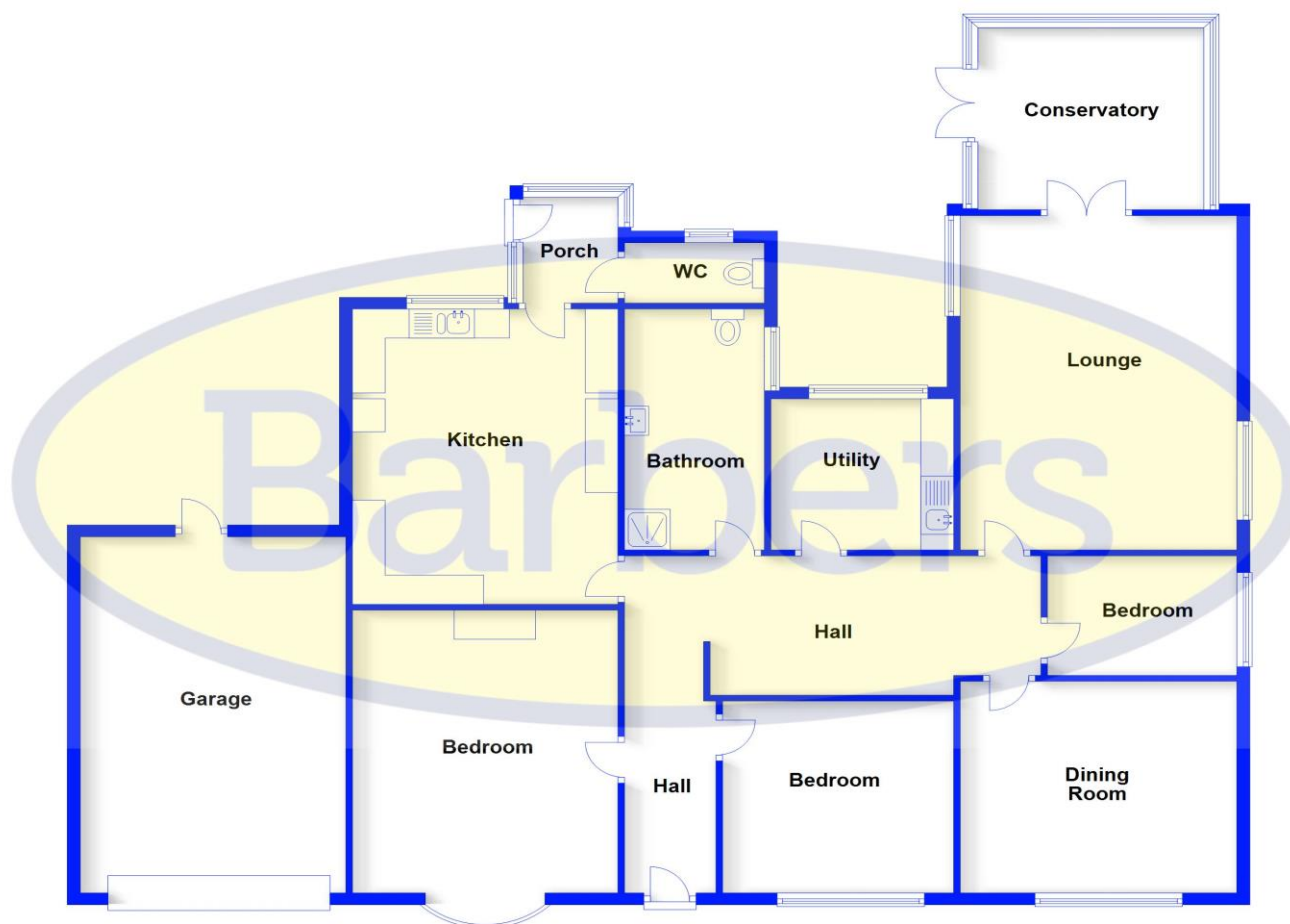 Conservatory
Porch
WC
Lounge
Kitchen
Bathroom
Utility
Barbers
Bedroom
Hall
Garage
Bedroom
Hall
Bedroom
Dining
Room